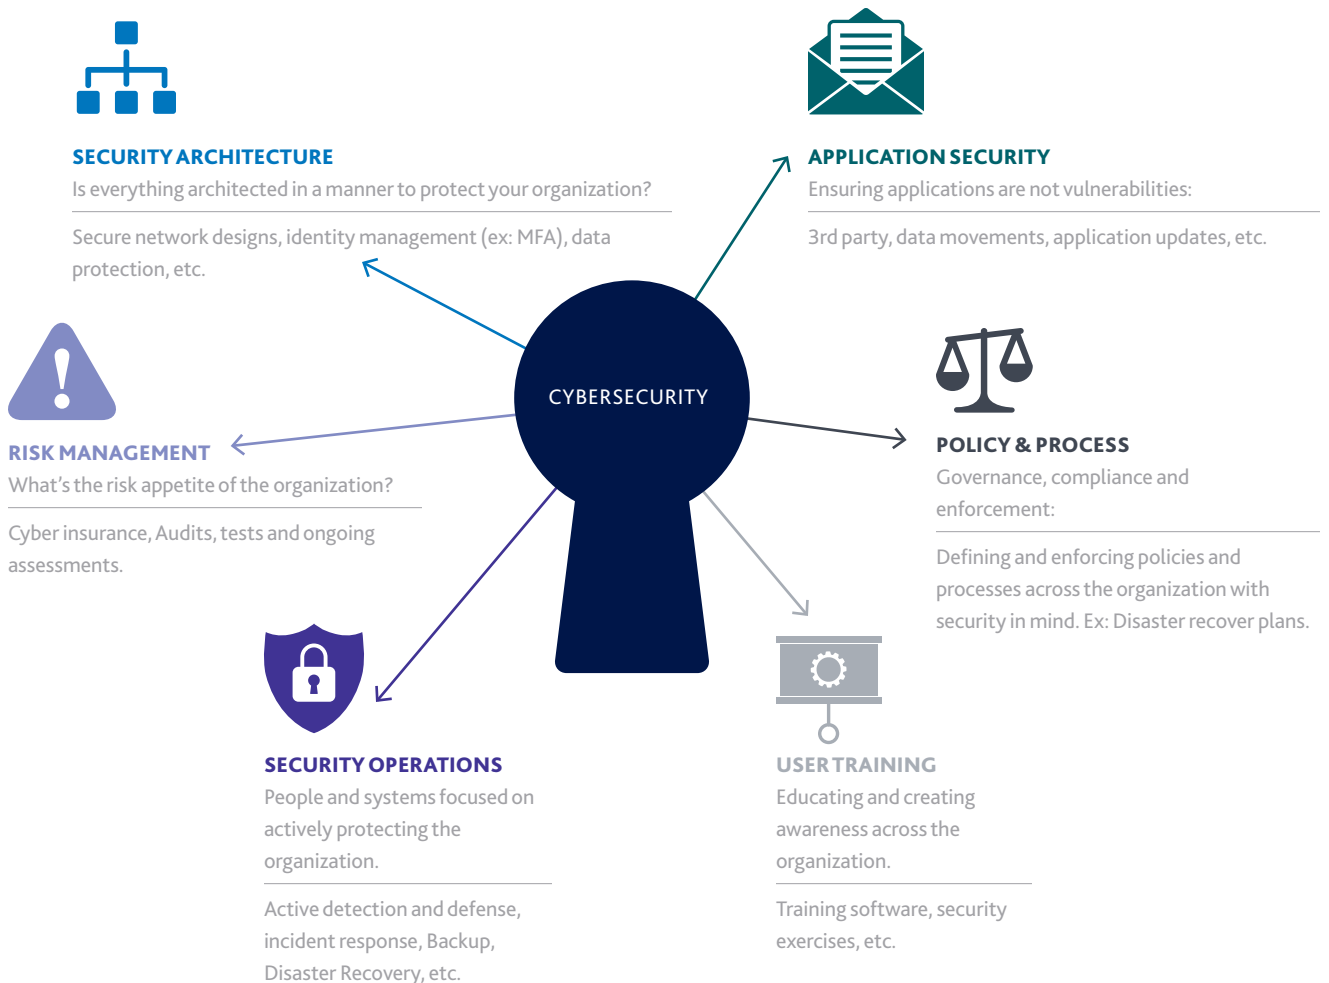 SECURITY ARCHITECTURE
Is everything architected in a manner to protect your organization?
Secure network designs, identity management (ex: MFA), data
protection, etc.
APPLICATION SECURITY
Ensuring applications are not vulnerabilities:
3rd party, data movements, application updates, etc.
CYBERSECURITY
RISK MANAGEMENT
What's the risk appetite of the organization?
Cyber insurance, Audits, tests and ongoing
assessments.
POLICY & PROCESS
Governance, compliance and
enforcement:
Defining and enforcing policies and
processes across the organization with
security in mind. Ex: Disaster recover plans.
SECURITY OPERATIONS
People and systems focused on
actively protecting the
organization.
Active detection and defense,
incident response, Backup,
Disaster Recovery, etc.
USER TRAINING
Educating and creating
awareness across the
organization.
Training software, security
exercises, etc.